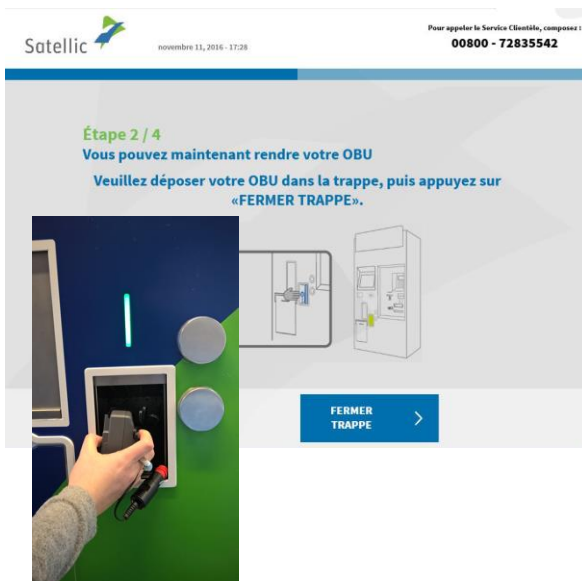 Satellic
novembre 11, 2016 - 17:28
Pour appeler le Service Clientèle, composez :
00800 - 72835542
Étape 2 / 4
Vous pouvez maintenant rendre votre OBU
Veuillez déposer votre OBU dans la trappe, puis appuyez sur
«FERMER TRAPPE».
FERMER
TRAPPE